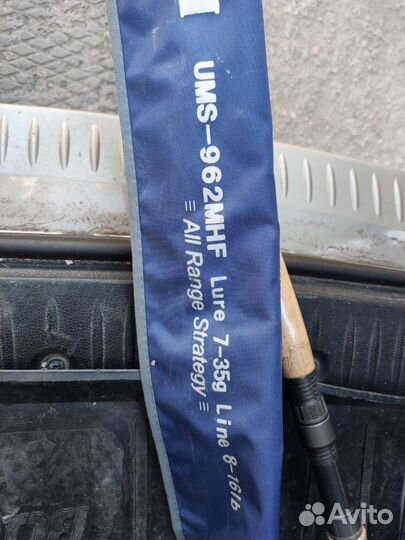 UMS-962MHF Lure 7-35g Line 8-16lb
≡ All Range Strategy ≡
Avito